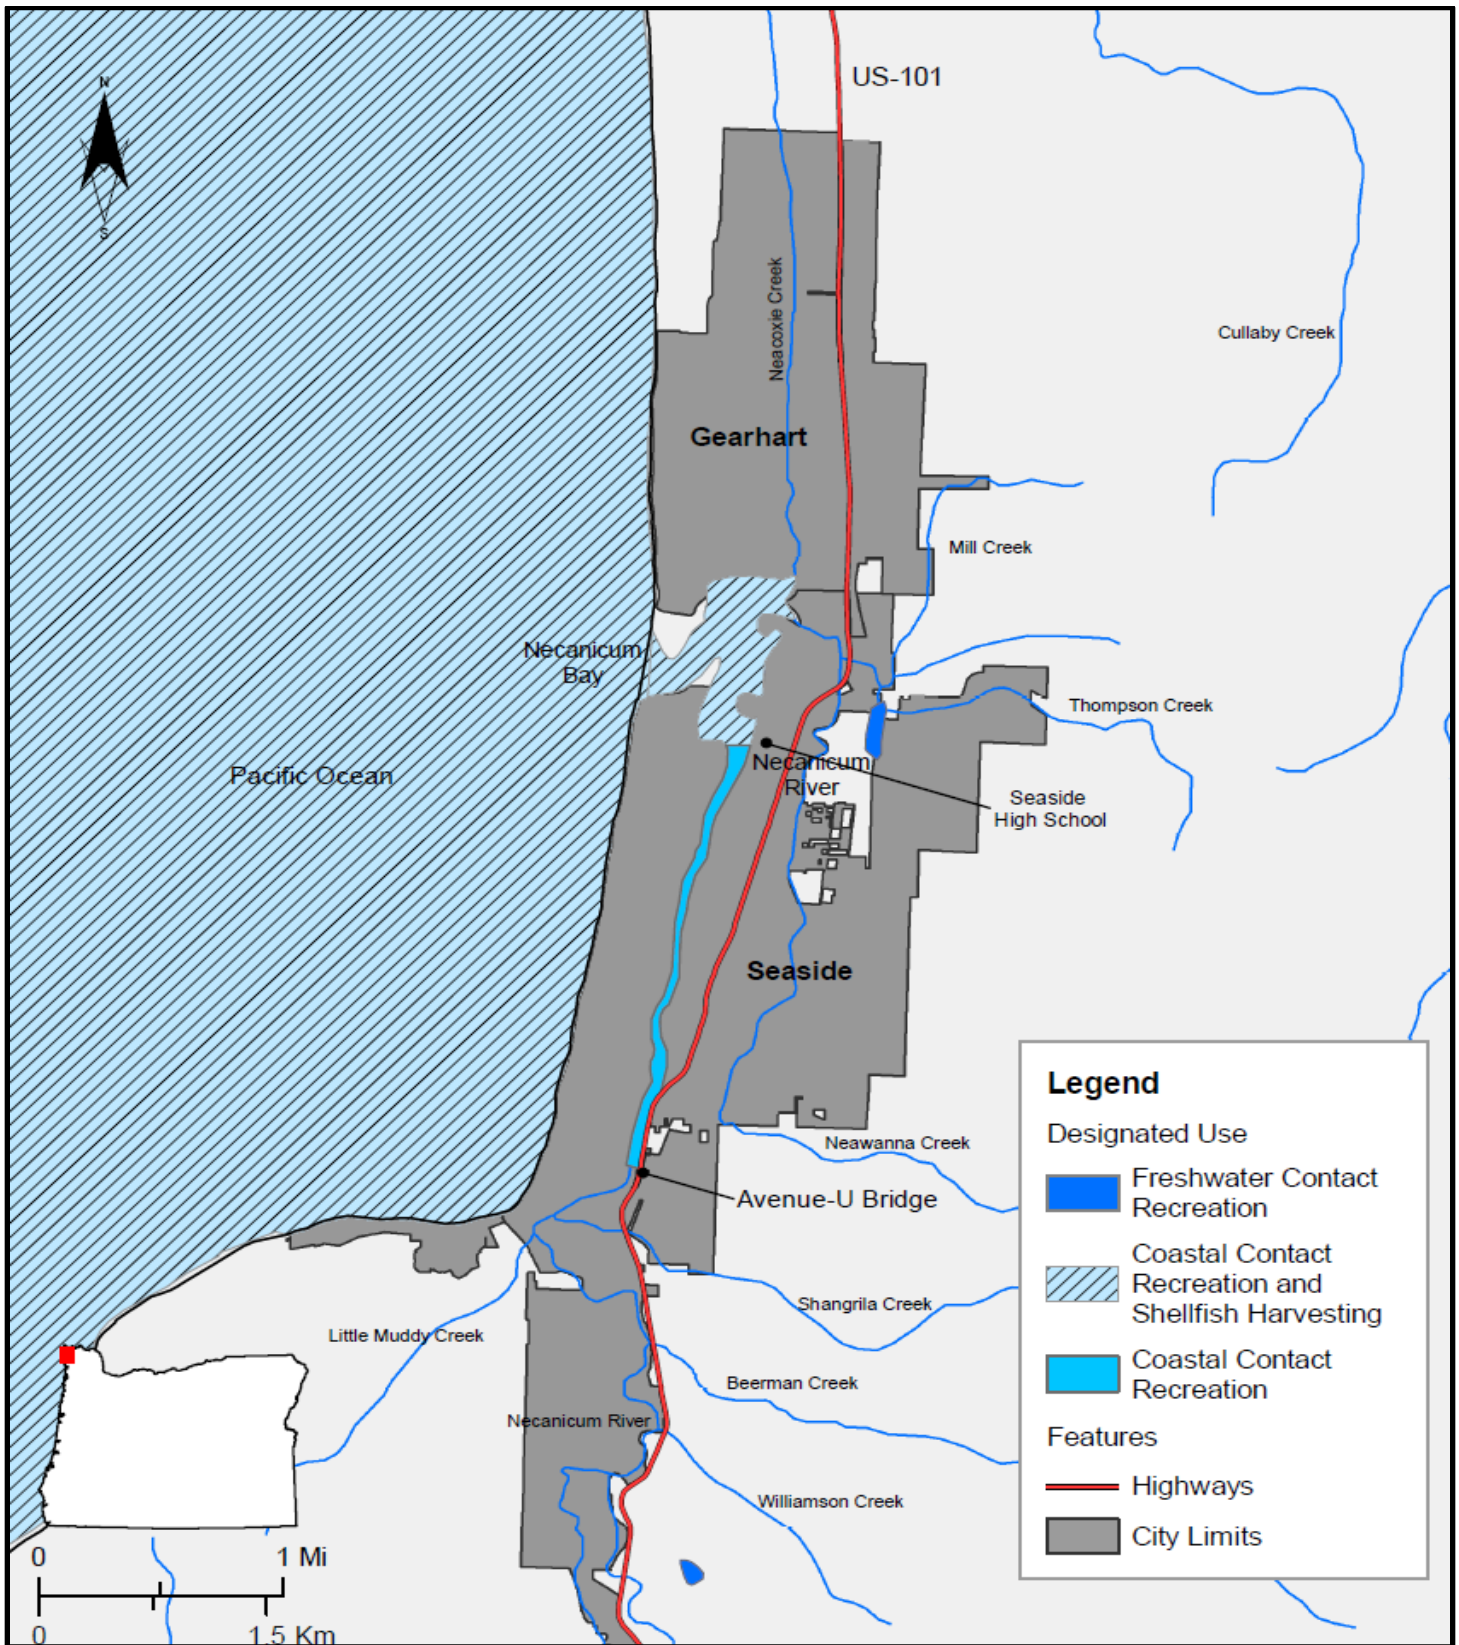 N
S
US-101
Neacoxie Creek
Cullaby Creek
Gearhart
Mill Creek
Necanicum
Bay
Thompson Creek
Pacific Ocean
Necanicum
River
Seaside
High School
Seaside
Neawanna Creek
Avenue-U Bridge
Shangrila Creek
Little Muddy Creek
Beerman Creek
Necanicum River
Williamson Creek
Legend
Designated Use
Freshwater Contact
Recreation
Coastal Contact
Recreation and
Shellfish Harvesting
Coastal Contact
Recreation
Features
Highways
City Limits
0 1 Mi
0 1.5 Km